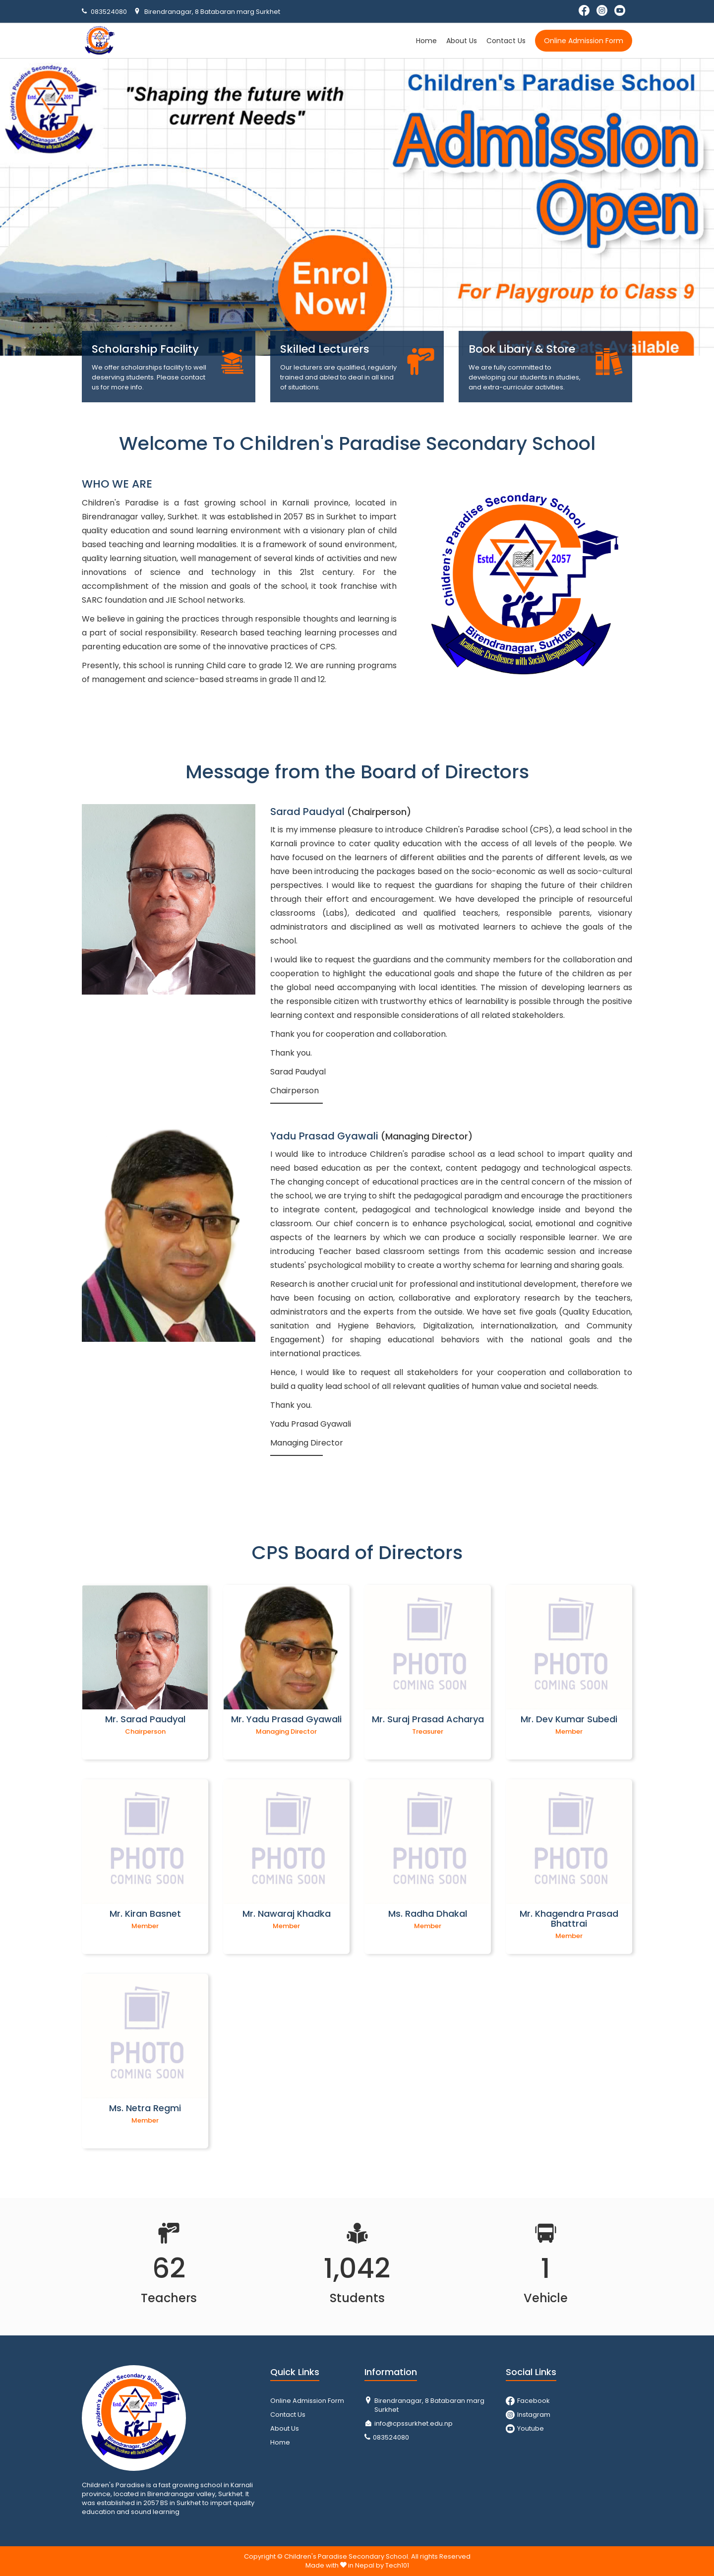 083524080 Birendranagar, 8 Batabaran marg Surkhet
Home About Us Contact Us Online Admission Form
Children's Paradise Secondary School
Estd. 2057
Birendranagar, Surkhet
Academic Excellence with Social Responsibility
"Shaping the future with
current Needs"
Children's Paradise School
Admission
Open
Enrol
Now!
For Playgroup to Class 9
Available
Scholarship Facility
We offer scholarships facility to well
deserving students. Please contact
us for more info.
Skilled Lecturers
Our lecturers are qualified, regularly
trained and abled to deal in all kind
of situations.
Book Libary & Store
We are fully committed to
developing our students in studies,
and extra-curricular activities.
Welcome To Children's Paradise Secondary School
WHO WE ARE
Children's Paradise is a fast growing school in Karnali province, located in
Birendranagar valley, Surkhet. It was established in 2057 BS in Surkhet to impart
quality education and sound learning environment with a visionary plan of child
based teaching and learning modalities. It is a framework of sound environment,
quality learning situation, well management of several kinds of activities and new
innovations of science and technology in this 21st century. For the
accomplishment of the mission and goals of the school, it took franchise with
SARC foundation and JIE School networks.
We believe in gaining the practices through responsible thoughts and learning is
a part of social responsibility. Research based teaching learning processes and
parenting education are some of the innovative practices of CPS.
Presently, this school is running Child care to grade 12. We are running programs
of management and science-based streams in grade 11 and 12.
Children's Paradise Secondary School
Estd. 2057
Birendranagar, Surkhet
Academic Excellence with Social Responsibility
Message from the Board of Directors
Sarad Paudyal (Chairperson)
It is my immense pleasure to introduce Children's Paradise school (CPS), a lead school in the
Karnali province to cater quality education with the access of all levels of the people. We
have focused on the learners of different abilities and the parents of different levels, as we
have been introducing the packages based on the socio-economic as well as socio-cultural
perspectives. I would like to request the guardians for shaping the future of their children
through their effort and encouragement. We have developed the principle of resourceful
classrooms (Labs), dedicated and qualified teachers, responsible parents, visionary
administrators and disciplined as well as motivated learners to achieve the goals of the
school.
I would like to request the guardians and the community members for the collaboration and
cooperation to highlight the educational goals and shape the future of the children as per
the global need accompanying with local identities. The mission of developing learners as
the responsible citizen with trustworthy ethics of learnability is possible through the positive
learning context and responsible considerations of all related stakeholders.
Thank you for cooperation and collaboration.
Thank you.
Sarad Paudyal
Chairperson
Yadu Prasad Gyawali (Managing Director)
I would like to introduce Children's paradise school as a lead school to impart quality and
need based education as per the context, content pedagogy and technological aspects.
The changing concept of educational practices are in the central concern of the mission of
the school, we are trying to shift the pedagogical paradigm and encourage the practitioners
to integrate content, pedagogical and technological knowledge inside and beyond the
classroom. Our chief concern is to enhance psychological, social, emotional and cognitive
aspects of the learners by which we can produce a socially responsible learner. We are
introducing Teacher based classroom settings from this academic session and increase
students' psychological mobility to create a worthy schema for learning and sharing goals.
Research is another crucial unit for professional and institutional development, therefore we
have been focusing on action, collaborative and exploratory research by the teachers,
administrators and the experts from the outside. We have set five goals (Quality Education,
sanitation and Hygiene Behaviors, Digitalization, internationalization, and Community
Engagement) for shaping educational behaviors with the national goals and the
international practices.
Hence, I would like to request all stakeholders for your cooperation and collaboration to
build a quality lead school of all relevant qualities of human value and societal needs.
Thank you.
Yadu Prasad Gyawali
Managing Director
CPS Board of Directors
Mr. Sarad Paudyal
Chairperson
Mr. Yadu Prasad Gyawali
Managing Director
PHOTO
COMING SOON
Mr. Suraj Prasad Acharya
Treasurer
PHOTO
COMING SOON
Mr. Dev Kumar Subedi
Member
PHOTO
COMING SOON
Mr. Kiran Basnet
Member
PHOTO
COMING SOON
Mr. Nawaraj Khadka
Member
PHOTO
COMING SOON
Ms. Radha Dhakal
Member
PHOTO
COMING SOON
Mr. Khagendra Prasad
Bhattrai
Member
PHOTO
COMING SOON
Ms. Netra Regmi
Member
62
Teachers
1,042
Students
1
Vehicle
Children's Paradise Secondary School
Estd. 2057
Birendranagar, Surkhet
Academic Excellence with Social Responsibility
Children's Paradise is a fast growing school in Karnali
province, located in Birendranagar valley, Surkhet. It
was established in 2057 BS in Surkhet to impart quality
education and sound learning
Quick Links
Online Admission Form
Contact Us
About Us
Home
Information
Birendranagar, 8 Batabaran marg
Surkhet
info@cpssurkhet.edu.np
083524080
Social Links
Facebook
Instagram
Youtube
Copyright © Children's Paradise Secondary School. All rights Reserved.
Made with in Nepal by Tech101